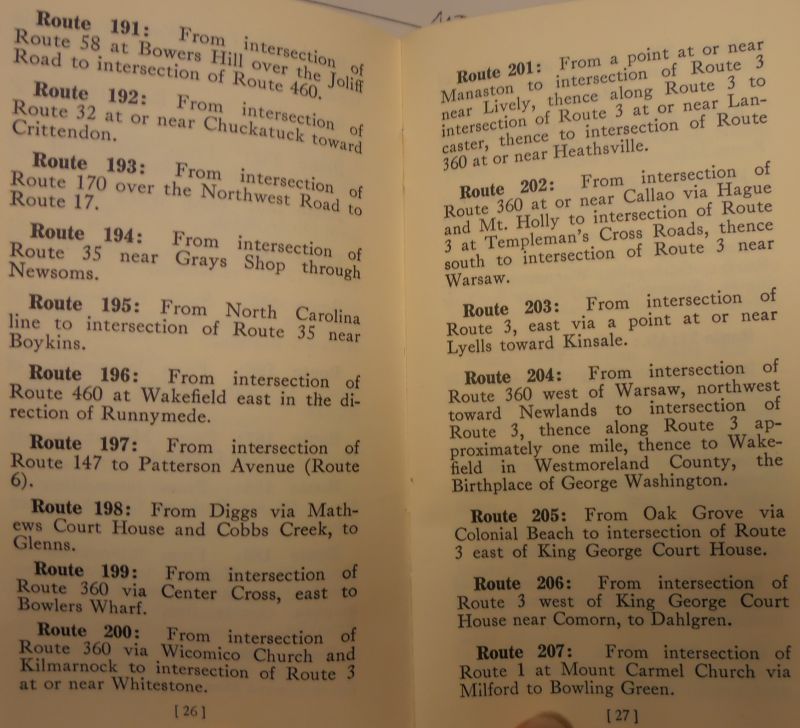 Route 191: From intersection of
Route 58 at Bowers Hill over the Joliff
Road to intersection of Route 460.
Route 192: From intersection of
Route 32 at or near Chuckatuck toward
Crittendon.
Route 193: From intersection of
Route 170 over the Northwest Road to
Route 17.
Route 194: From intersection of
Route 35 near Grays Shop through
Newsoms.
Route 195: From North Carolina
line to intersection of Route 35 near
Boykins.
Route 196: From intersection of
Route 460 at Wakefield east in the di-
rection of Runnymede.
Route 197: From intersection of
Route 147 to Patterson Avenue (Route
6).
Route 198: From Diggs via Math-
ews Court House and Cobbs Creek, to
Glenns.
Route 199: From intersection of
Route 360 via Center Cross, east to
Bowlers Wharf.
Route 200: From intersection of
Route 360 via Wicomico Church and
Kilmarnock to intersection of Route 3
at or near Whitestone.
[26]
Route 201: From a point at or near
Manaston to intersection of Route 3
near Lively, thence along Route 3 to
intersection of Route 3 at or near Lan-
caster, thence to intersection of Route
360 at or near Heathsville.
Route 202: From intersection of
Route 360 at or near Callao via Hague
and Mt. Holly to intersection of Route
3 at Templeman's Cross Roads, thence
south to intersection of Route 3 near
Warsaw.
Route 203: From intersection of
Route 3, east via a point at or near
Lyells toward Kinsale.
Route 204: From intersection of
Route 360 west of Warsaw, northwest
toward Newlands to intersection of
Route 3, thence along Route 3 ap-
proximately one mile, thence to Wake-
field in Westmoreland County, the
Birthplace of George Washington.
Route 205: From Oak Grove via
Colonial Beach to intersection of Route
3 east of King George Court House.
Route 206: From intersection of
Route 3 west of King George Court
House near Comorn, to Dahlgren.
Route 207: From intersection of
Route 1 at Mount Carmel Church via
Milford to Bowling Green.
[27]